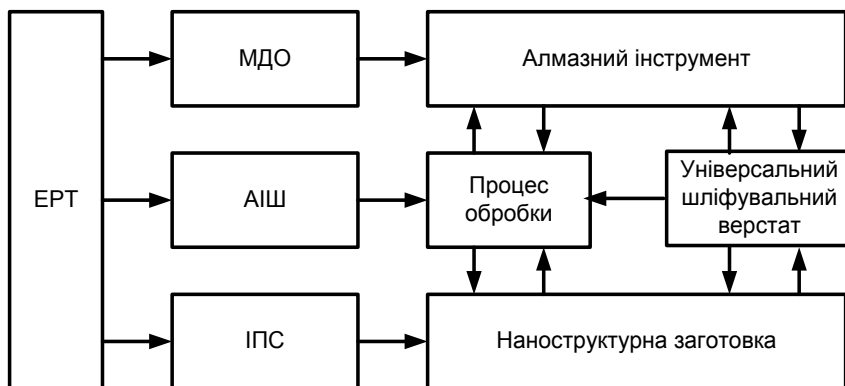 МДО
Алмазний інструмент
ЕРТ
АІШ
Процес
обробки
Універсальний
шліфувальний
верстат
ІПС
Наноструктурна заготовка